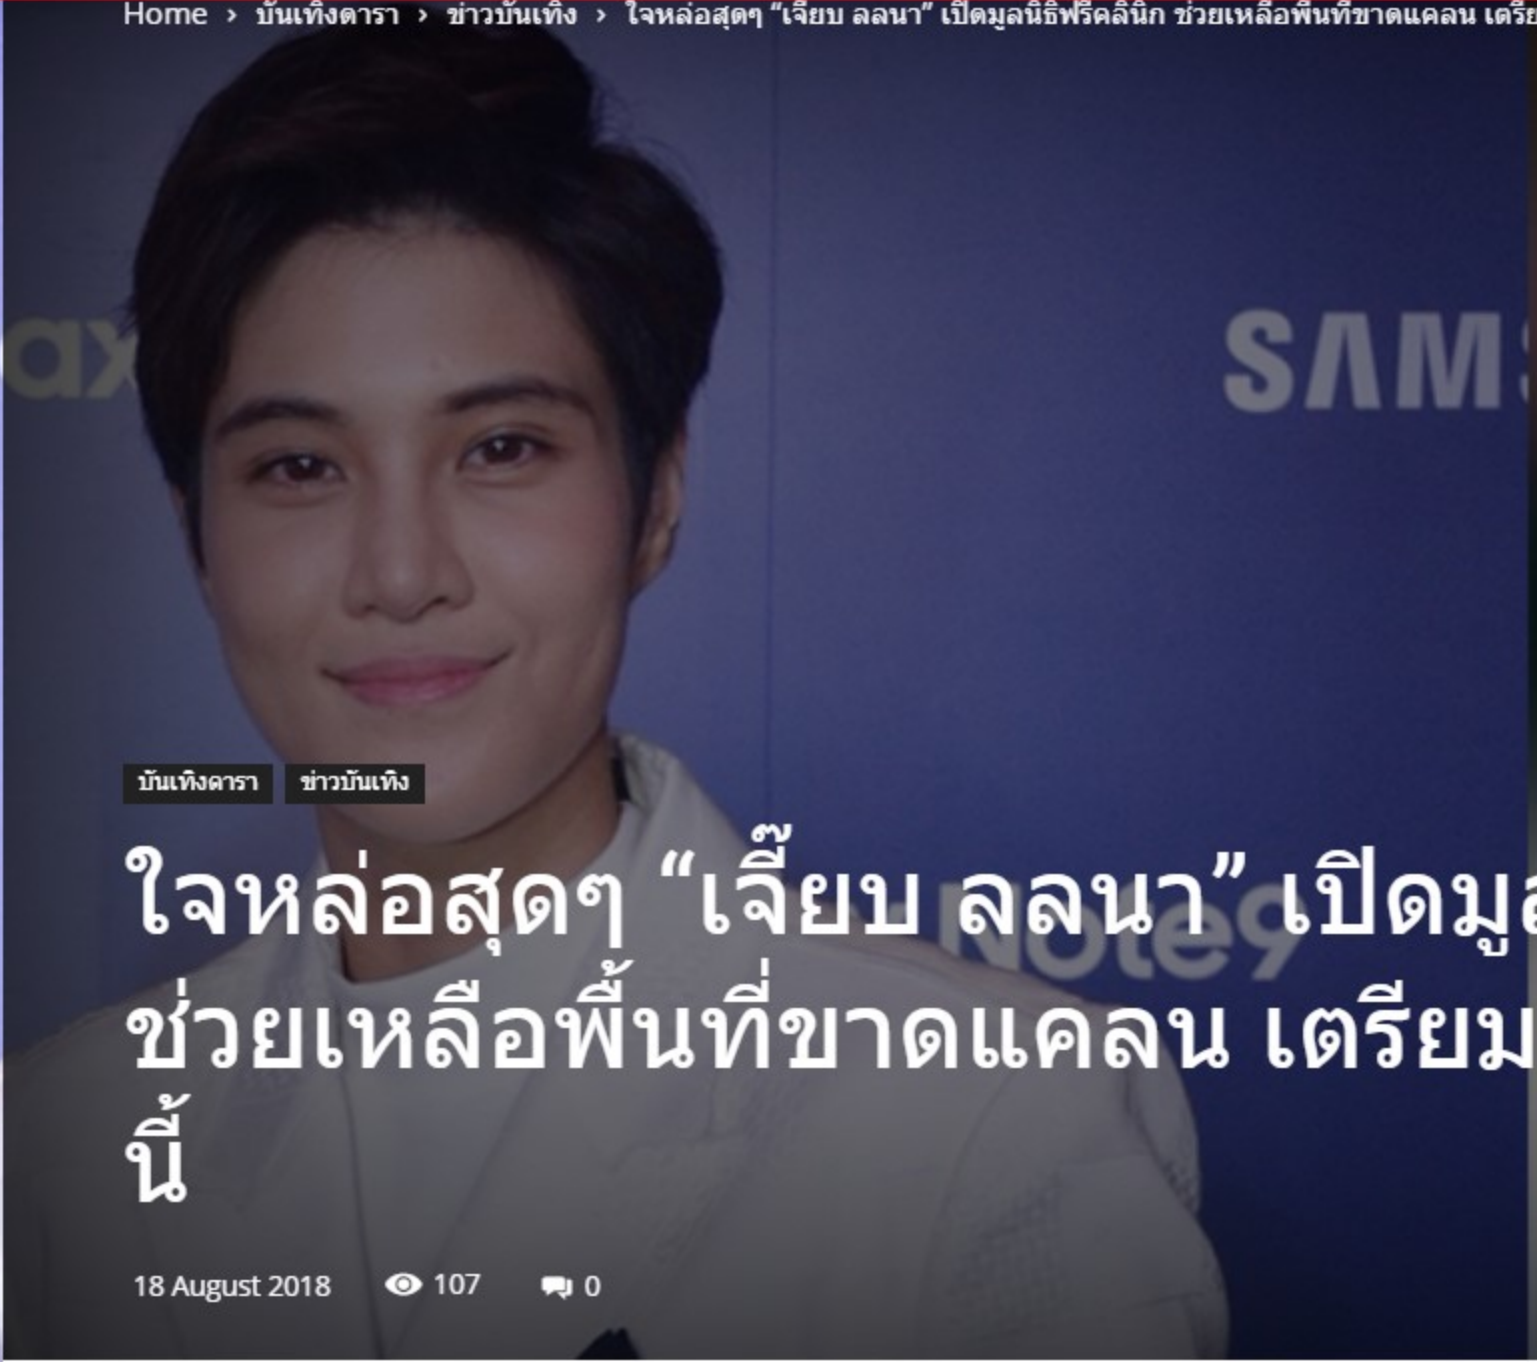 Home › บันเทิงดารา › ข่าวบันเทิง › ใจหล่อสุดๆ “เจี๊ยบ ลลนา” เปิดมูลนิธิฟรีคลินิก ช่วยเหลือพื้นที่ขาดแคลน
ax
SAMS
บันเทิงดารา ข่าวบันเทิง
ใจหล่อสุดๆ “เจี๊ยบ ลลนา” เปิดมูล
Note9
ช่วยเหลือพื้นที่ขาดแคลน เตรียม
นี้
18 August 2018 107 0